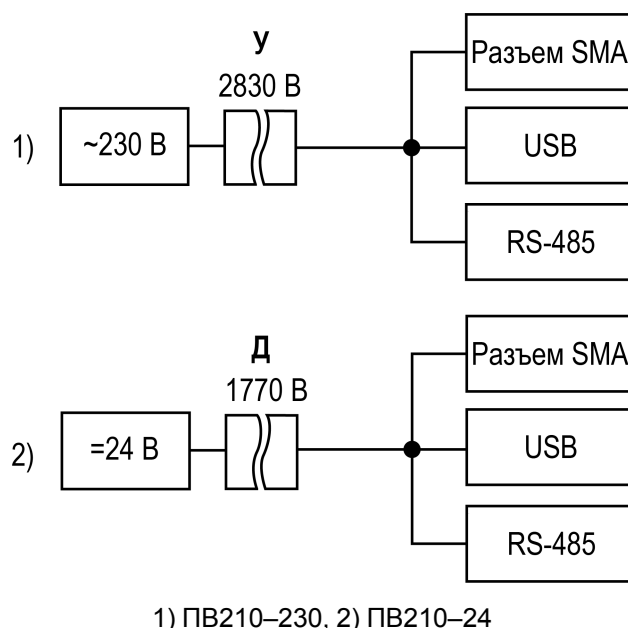 У
2830 В
1)
~230 В
Разъем SMA
USB
RS-485
Д
1770 В
2)
=24 В
Разъем SMA
USB
RS-485
1) ПВ210–230, 2) ПВ210–24